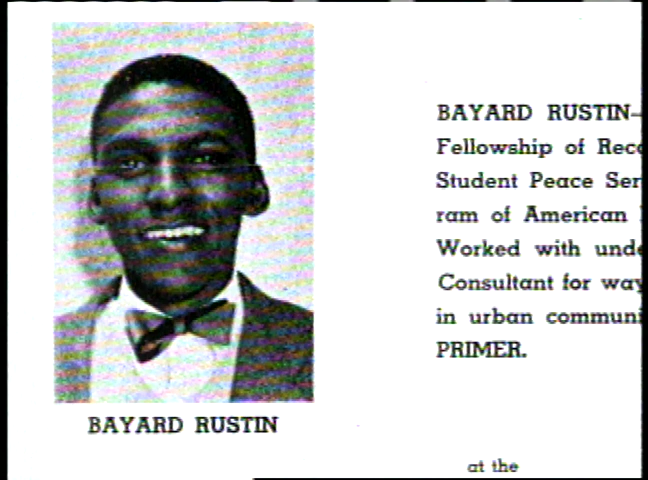 BAYARD RUSTIN
BAYARD RUSTIN–
Fellowship of Reco
Student Peace Ser
ram of American
Worked with unde
Consultant for way
in urban communi
PRIMER.
at the